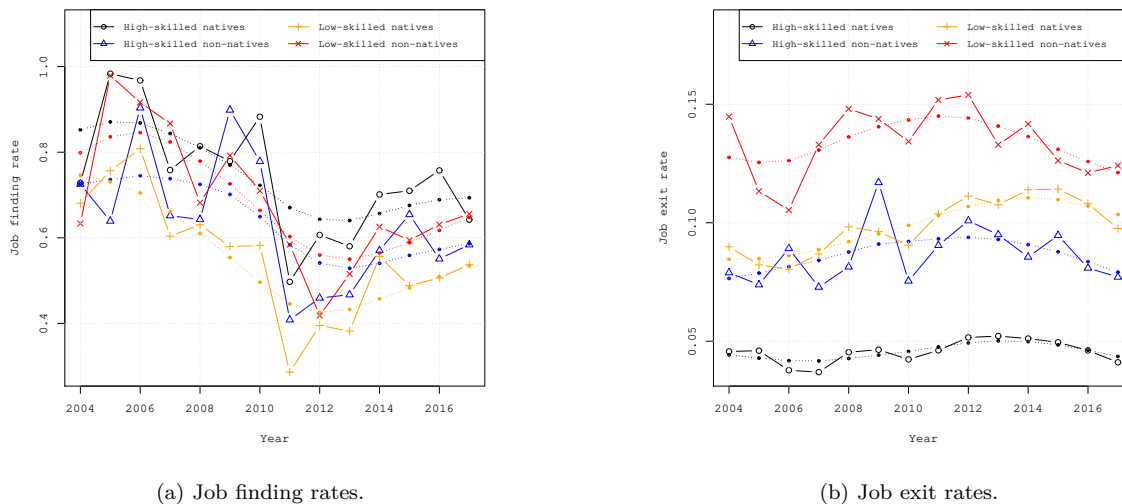 High-skilled natives
High-skilled non-natives
Low-skilled natives
Low-skilled non-natives
Job finding rate
1.0
0.8
0.6
0.4
2004 2006 2008 2010 2012 2014 2016
Year
(a) Job finding rates.
High-skilled natives
High-skilled non-natives
Low-skilled natives
Low-skilled non-natives
Job exit rate
0.15
0.10
0.05
2004 2006 2008 2010 2012 2014 2016
Year
(b) Job exit rates.